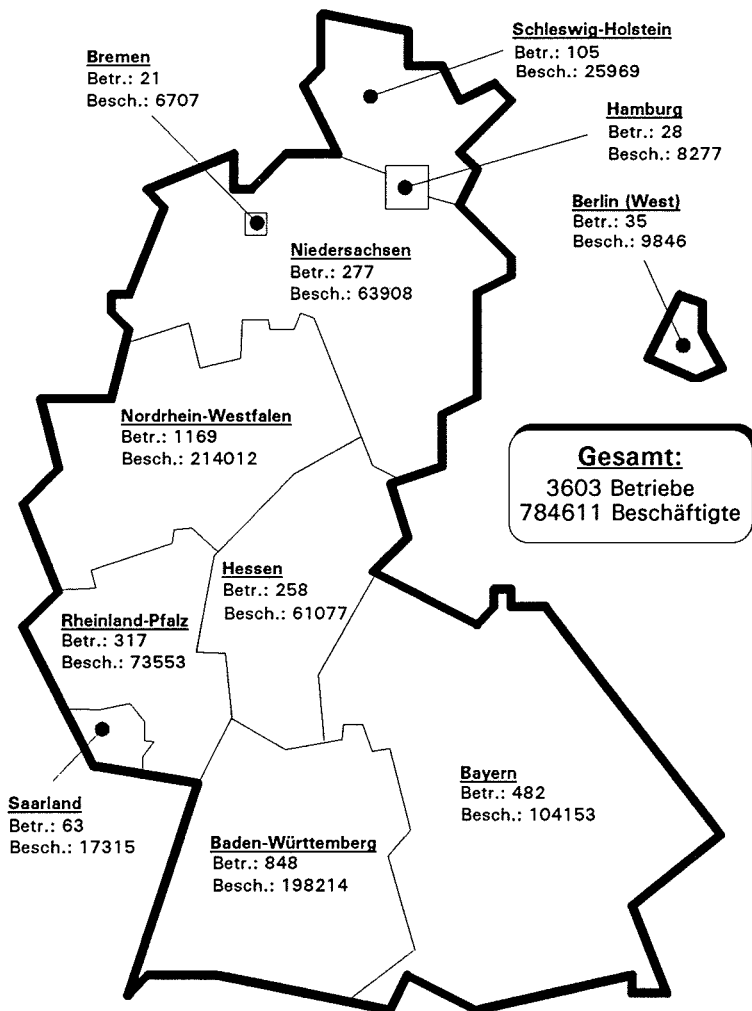 Schleswig-Holstein
Betr.: 105
Besch.: 25969
Bremen
Betr.: 21
Besch.: 6707
Hamburg
Betr.: 28
Besch.: 8277
Berlin (West)
Betr.: 35
Besch.: 9846
Niedersachsen
Betr.: 277
Besch.: 63908
Nordrhein-Westfalen
Betr.: 1169
Besch.: 214012
Gesamt:
3603 Betriebe
784611 Beschäftigte
Hessen
Betr.: 258
Besch.: 61077
Rheinland-Pfalz
Betr.: 317
Besch.: 73553
Saarland
Betr.: 63
Besch.: 17315
Bayern
Betr.: 482
Besch.: 104153
Baden-Württemberg
Betr.: 848
Besch.: 198214